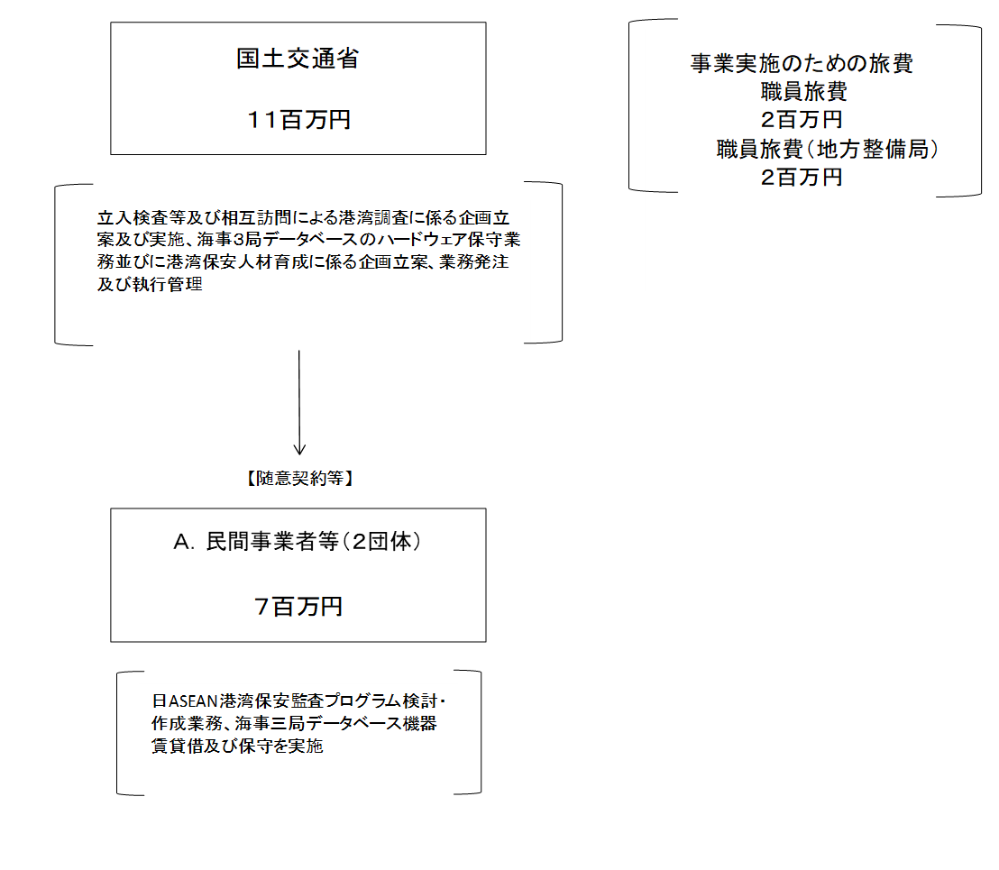 国土交通省
１１百万円
事業実施のための旅費
職員旅費
２百万円
職員旅費（地方整備局）
２百万円
立入検査等及び相互訪問による港湾調査に係る企画立
案及び実施、海事３局データベースのハードウェア保守業
務並びに港湾保安人材育成に係る企画立案、業務発注
及び執行管理
【随意契約等】
Ａ．民間事業者等（２団体）
７百万円
日ASEAN港湾保安監査プログラム検討・
作成業務、海事三局データベース機器
賃貸借及び保守を実施